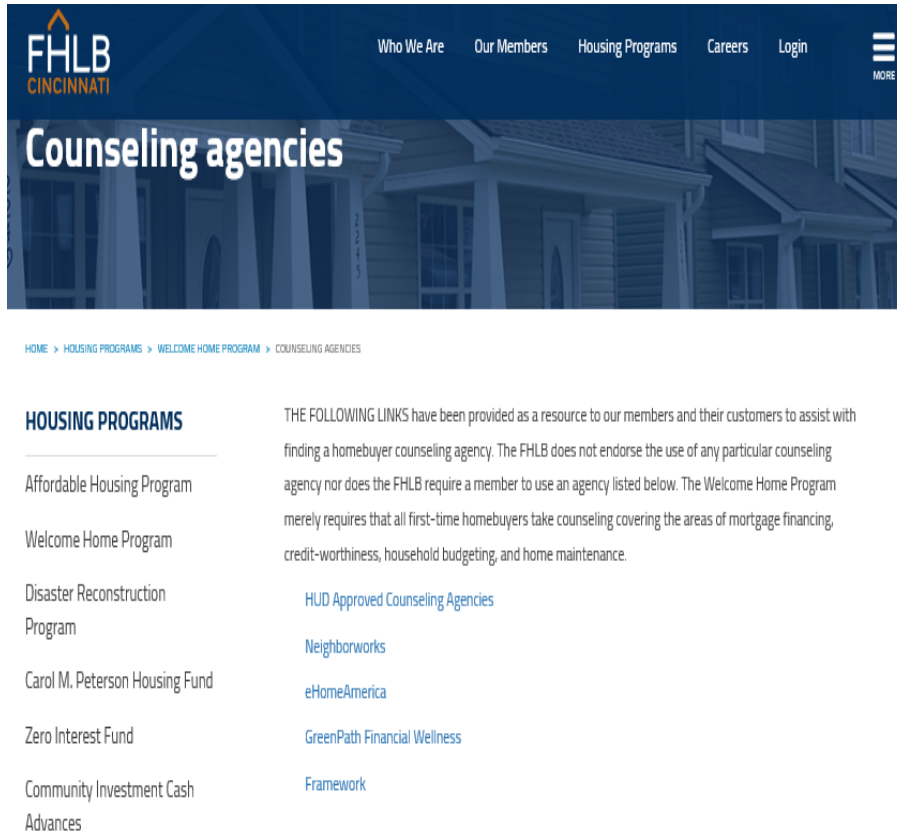 FHLB
CINCINNATI
Who We Are Our Members Housing Programs Careers Login
MORE
Counseling agencies
2245
HOME > HOUSING PROGRAMS > WELCOME HOME PROGRAM > COUNSELING AGENCIES
HOUSING PROGRAMS
Affordable Housing Program
Welcome Home Program
Disaster Reconstruction
Program
Carol M. Peterson Housing Fund
Zero Interest Fund
Community Investment Cash
Advances
THE FOLLOWING LINKS have been provided as a resource to our members and their customers to assist with
finding a homebuyer counseling agency. The FHLB does not endorse the use of any particular counseling
agency nor does the FHLB require a member to use an agency listed below. The Welcome Home Program
merely requires that all first-time homebuyers take counseling covering the areas of mortgage financing,
credit-worthiness, household budgeting, and home maintenance.
HUD Approved Counseling Agencies
Neighborworks
eHomeAmerica
GreenPath Financial Wellness
Framework